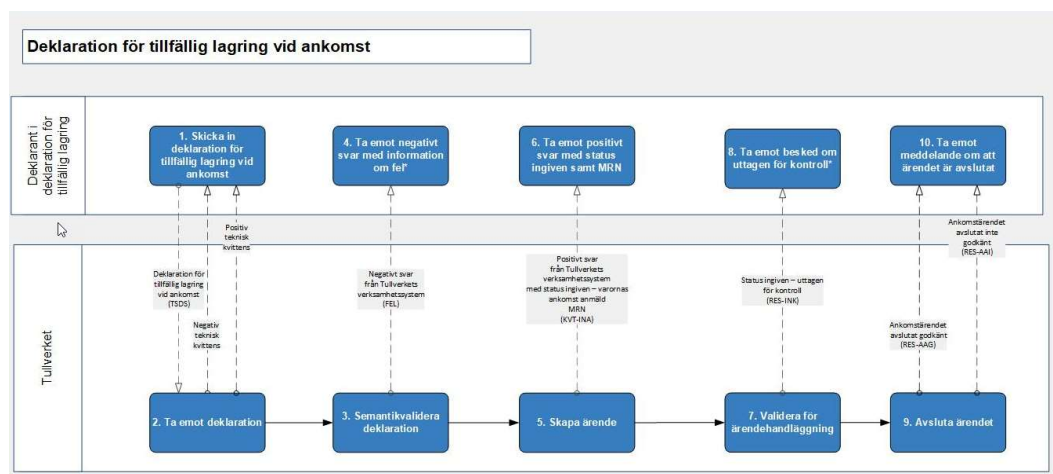 Deklaration för tillfällig lagring vid ankomst
Deklarant i
deklaration för
tillfällig lagring
1. Skicka in
deklaration för
tillfällig lagring vid
ankomst
4. Ta emot negativt
svar med information
om fel*
6. Ta emot positivt
svar med status
ingiven samt MRN
8. Ta emot besked om
uttagen för kontroll*
10. Ta emot
meddelande om att
ärendet är avslutat
Positiv
teknisk
kvittens
Ankomstärendet
avslutat inte
godkänt
(RES-AAI)
Deklaration för
tillfällig lagring
vid ankomst
(TSDS)
Negativt svar
från Tullverkets
verksamhetssystem
(FEL)
Positivt svar
från Tullverkets
verksamhetssystem
med status ingiven – varornas
ankomst anmäld
MRN
(KVT-INA)
Status ingiven – uttagen
för kontroll
(RES-INK)
Negativ
teknisk
kvittens
Ankomstärendet
avslutat godkänt
(RES-AAG)
Tullverket
2. Ta emot deklaration
3. Semantikvalidera
deklaration
5. Skapa ärende
7. Validera för
ärendehandläggning
9. Avsluta ärendet